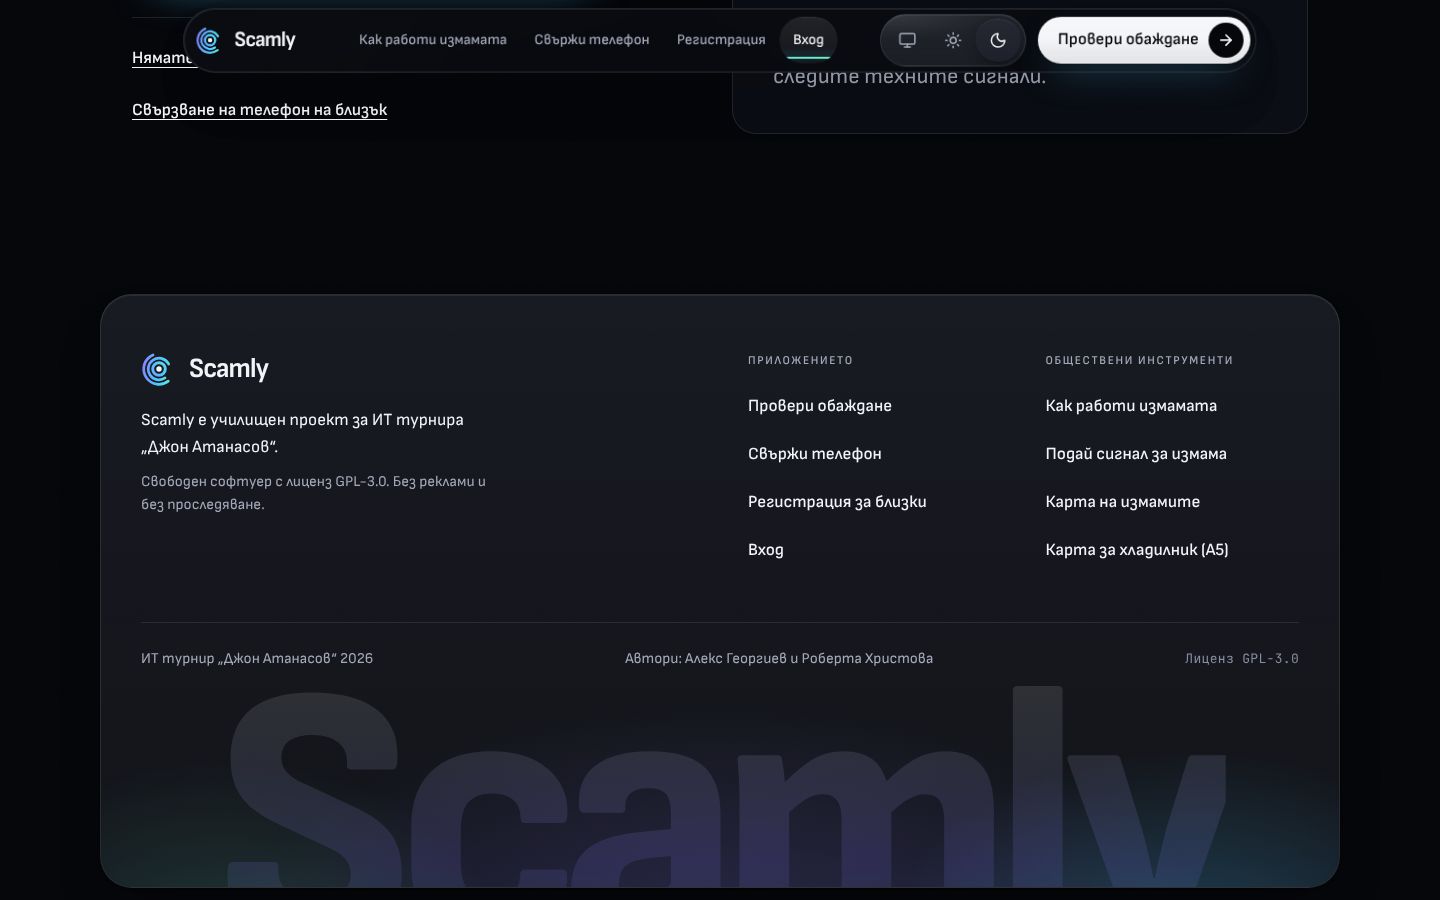 Scamly
Как работи измамата
Свържи телефон
Регистрация
Вход
Провери обаждане
следите техните сигнали.
Свързване на телефон на близък
Scamly
Scamly е училищен проект за ИТ турнира
„Джон Атанасов“.
Свободен софтуер с лиценз GPL-3.0. Без реклами и
без проследяване.
ПРИЛОЖЕНИЕТО
Провери обаждане
Свържи телефон
Регистрация за близки
Вход
ОБЩЕСТВЕНИ ИНСТРУМЕНТИ
Как работи измамата
Подай сигнал за измама
Карта на измамите
Карта за хладилник (A5)
ИТ турнир „Джон Атанасов“ 2026
Автори: Алекс Георгиев и Роберта Христова
Лиценз GPL-3.0
Scamly